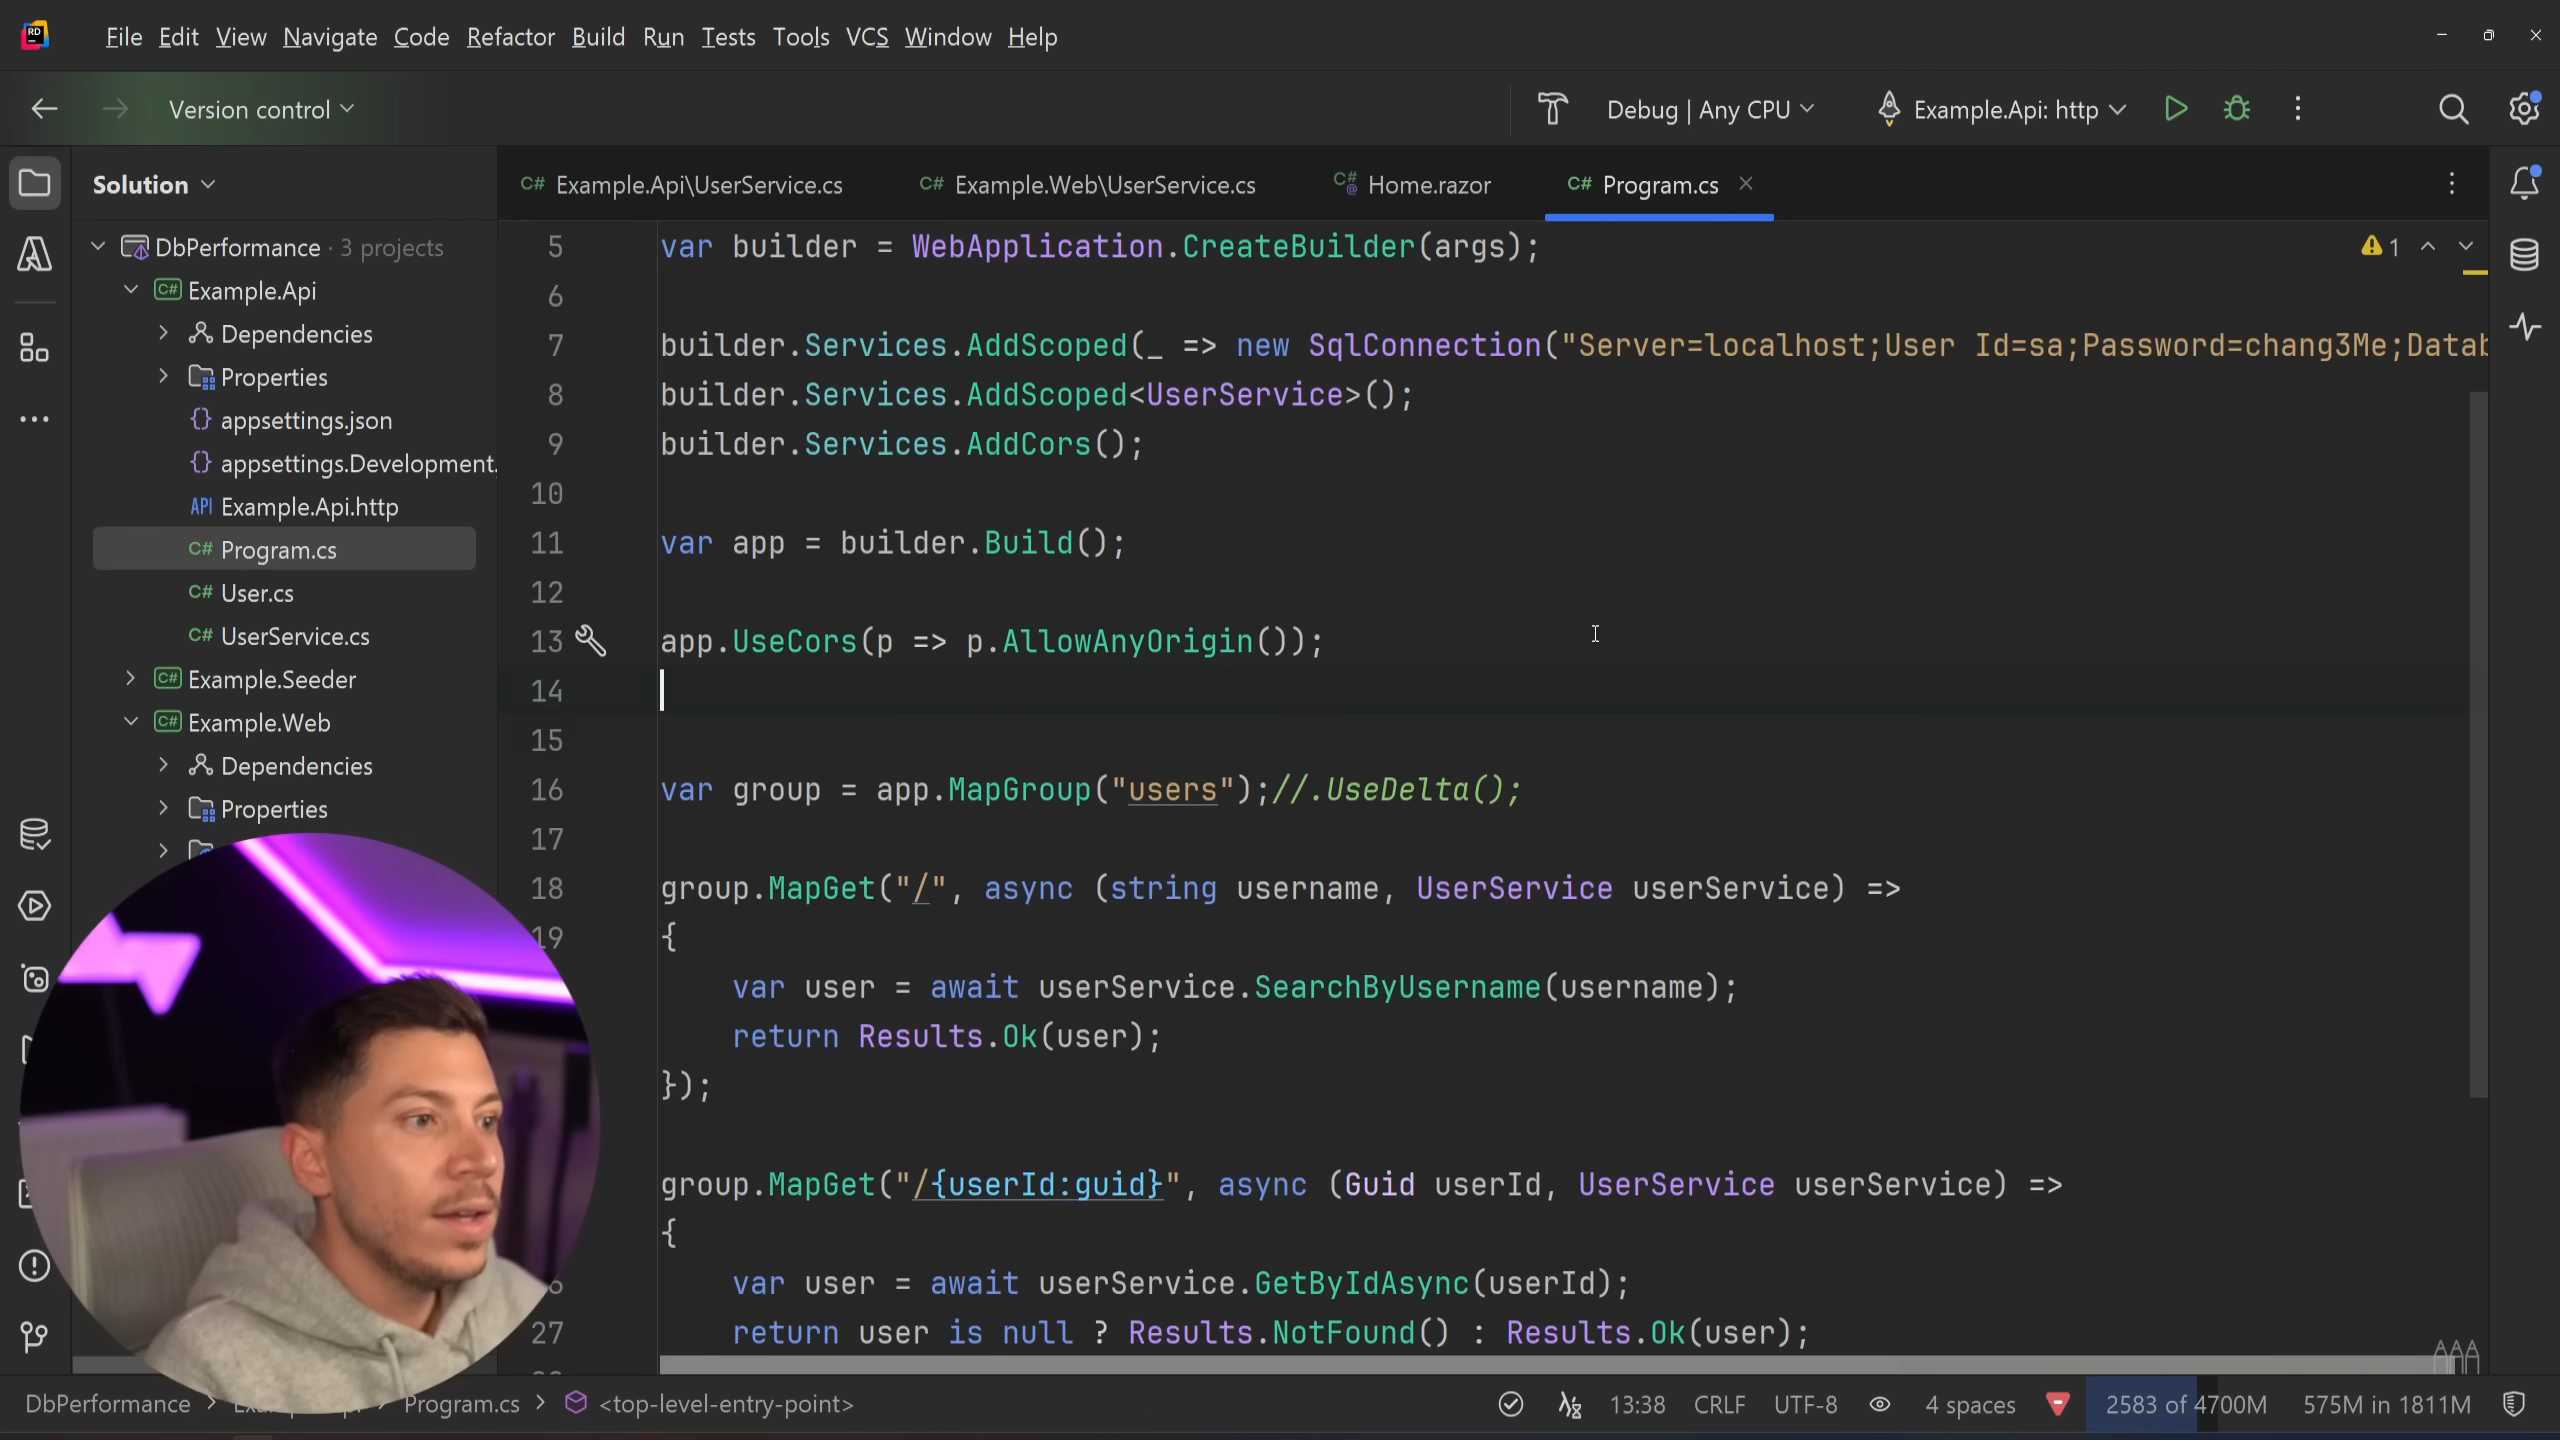 RD
File Edit View Navigate Code Refactor Build Run Tests Tools VCS Window Help
Version control
Debug | Any CPU
Example.Api: http
Solution
C# Example.Api\UserService.cs
C# Example.Web\UserService.cs
C# Home.razor
C# Program.cs
DbPerformance · 3 projects
C# Example.Api
Dependencies
Properties
{} appsettings.json
{} appsettings.Development.
API Example.Api.http
C# Program.cs
C# User.cs
C# UserService.cs
C# Example.Seeder
C# Example.Web
Dependencies
Properties
1
5 var builder = WebApplication.CreateBuilder(args);
6
7 builder.Services.AddScoped(_ => new SqlConnection("Server=localhost;User Id=sa;Password=chang3Me;Datab
8 builder.Services.AddScoped<UserService>();
9 builder.Services.AddCors();
10
11 var app = builder.Build();
12
13 app.UseCors(p => p.AllowAnyOrigin());
14
15
16 var group = app.MapGroup("users");//.UseDelta();
17
18 group.MapGet("/", async (string username, UserService userService) =>
19 {
var user = await userService.SearchByUsername(username);
return Results.Ok(user);
});
group.MapGet("/{userId:guid}", async (Guid userId, UserService userService) =>
{
var user = await userService.GetByIdAsync(userId);
27 return user is null ? Results.NotFound() : Results.Ok(user);
DbPerformance > Program.cs > <top-level-entry-point>
13:38 CRLF UTF-8 4 spaces 2583 of 4700M 575M in 1811M